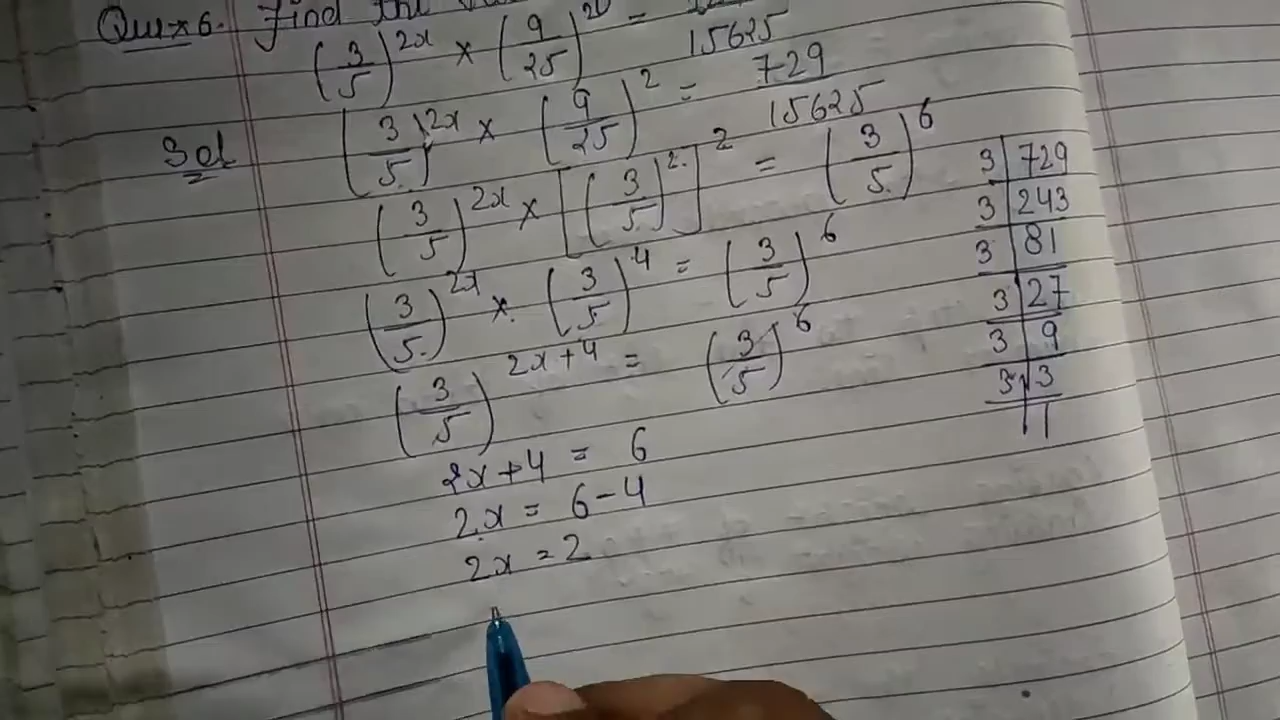 Qus 6. Find the
(3/5)^2x × (9/25)^2 = /15625
Sol (3/5)^2x × (9/25)^2 = 729/15625
(3/5)^2x × [(3/5)^2]^2 = (3/5)^6
(3/5)^2x × (3/5)^4 = (3/5)^6
(3/5)^2x+4 = (3/5)^6
2x+4 = 6
2x = 6-4
2x = 2
3 | 729
3 | 243
3 | 81
3 | 27
3 | 9
3 | 3
| 1